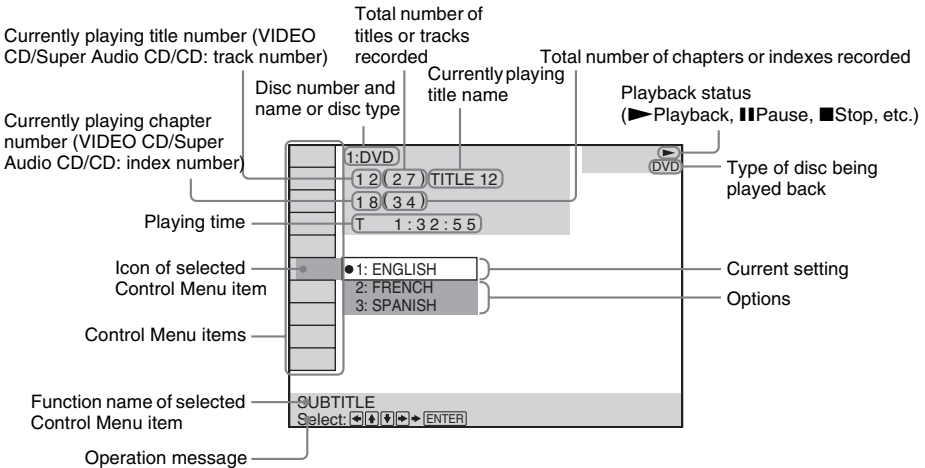 Total number of
titles or tracks
recorded
Currently playing title number (VIDEO
CD/Super Audio CD/CD: track number)
Total number of chapters or indexes recorded
Currently playing
title name
Disc number and
name or disc type
Playback status
(►Playback, ❚❚Pause, ■Stop, etc.)
Currently playing chapter
number (VIDEO CD/Super
Audio CD/CD: index number)
1:DVD
►
DVD
Type of disc being
played back
1 2 ( 2 7 ) TITLE 12
1 8 ( 3 4 )
Playing time
T 1 : 3 2 : 5 5
Icon of selected
Control Menu item
●1: ENGLISH
2: FRENCH
3: SPANISH
Current setting
Options
Control Menu items
Function name of selected
Control Menu item
SUBTITLE
Select: ← ↑ ↓ → → ENTER
Operation message